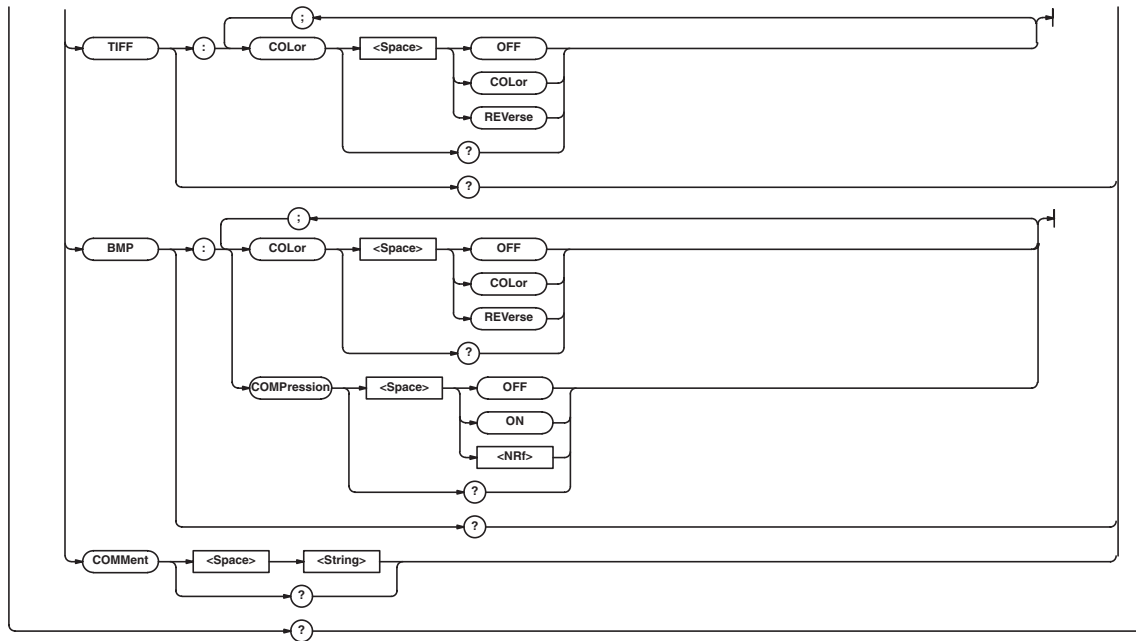 ;
TIFF : COLor <Space> OFF
COLor
REVerse
?
?
;
BMP : COLor <Space> OFF
COLor
REVerse
?
COMPression <Space> OFF
ON
<NRf>
?
?
COMMent <Space> <String>
?
?